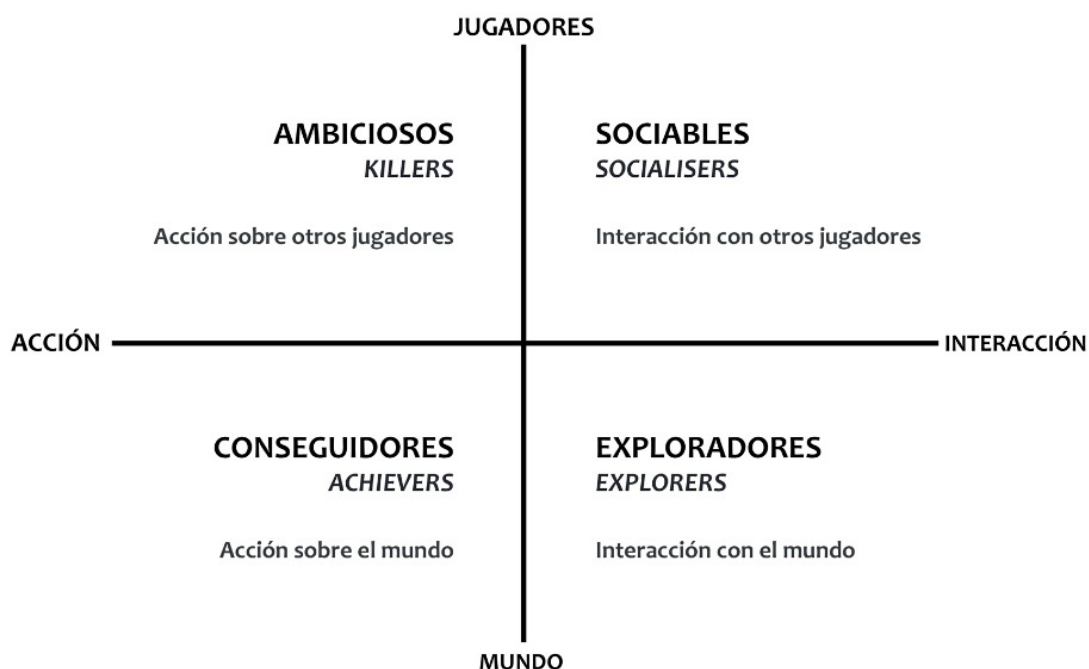 JUGADORES
AMBICIOSOS
KILLERS
Acción sobre otros jugadores
SOCIABLES
SOCIALISERS
Interacción con otros jugadores
ACCIÓN
INTERACCIÓN
CONSEGUIDORES
ACHIEVERS
Acción sobre el mundo
EXPLORADORES
EXPLORERS
Interacción con el mundo
MUNDO